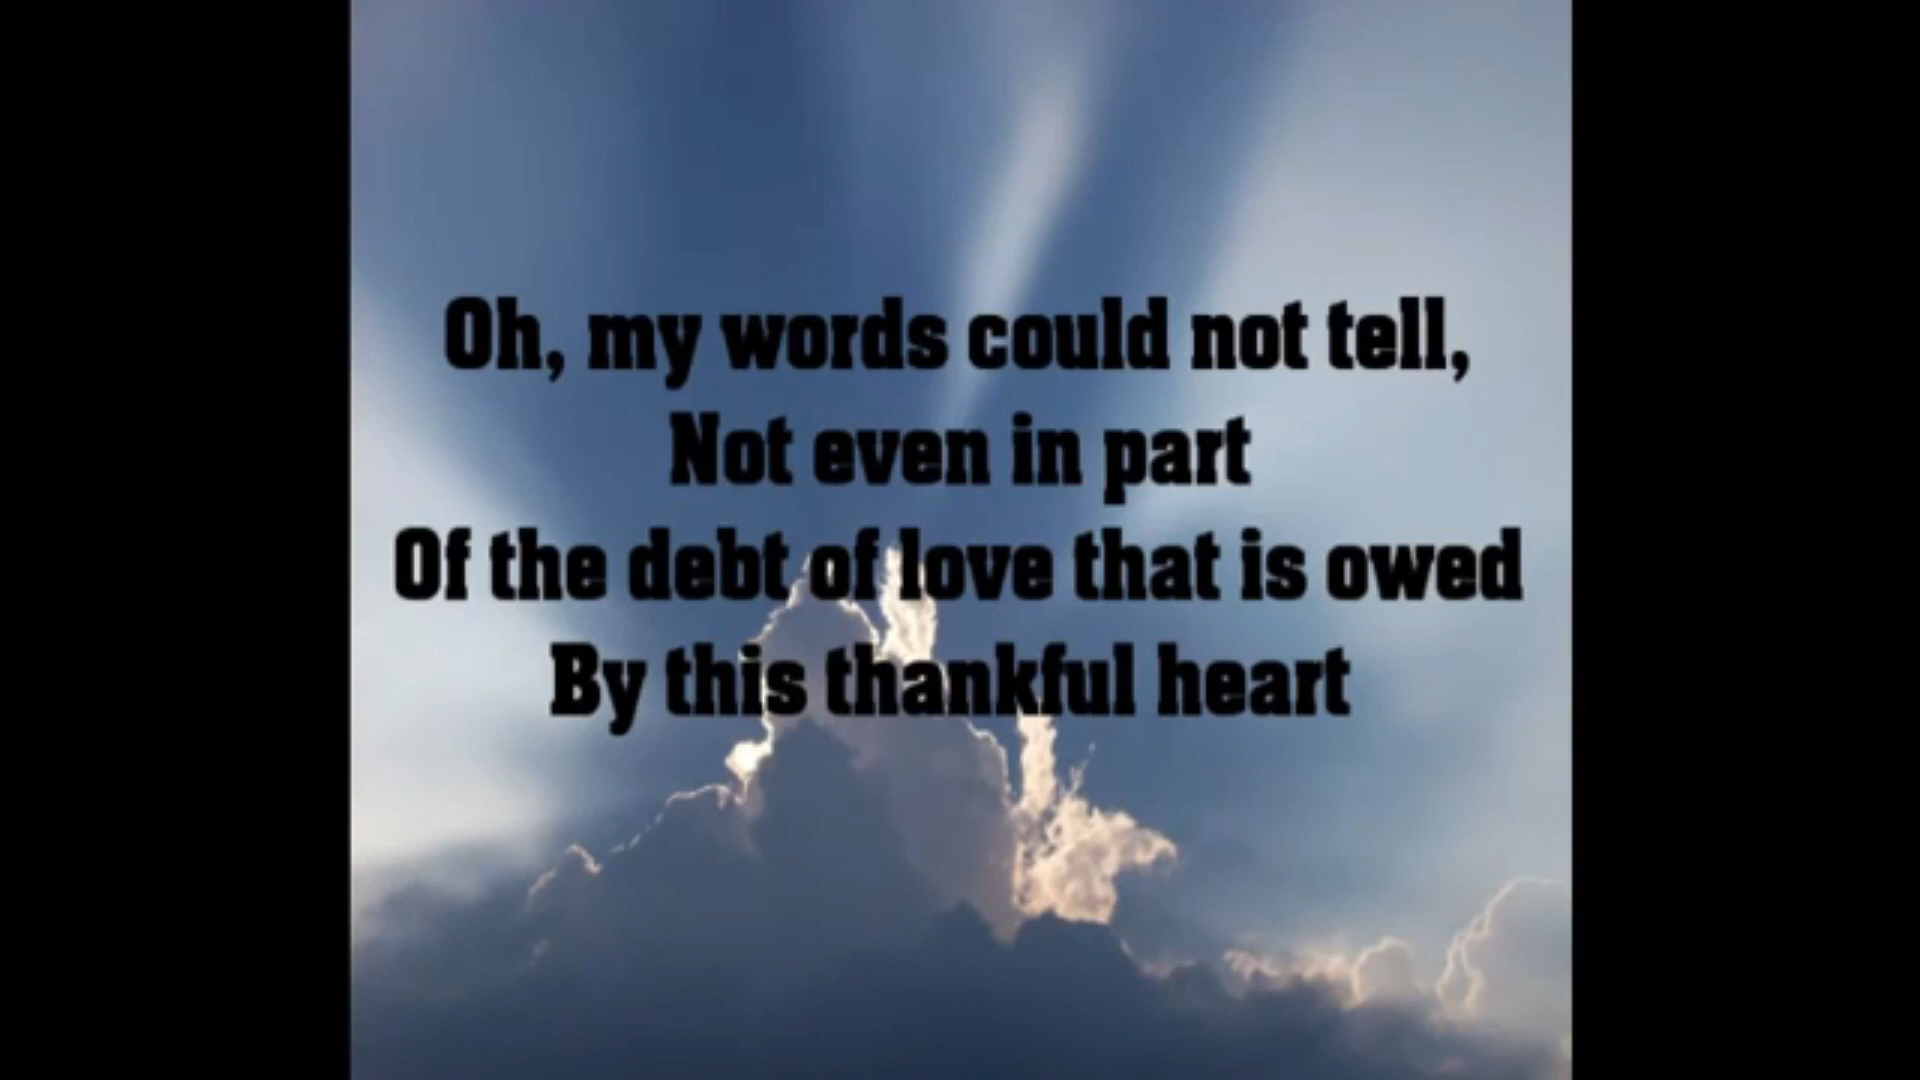 Oh, my words could not tell,
Not even in part
Of the debt of love that is owed
By this thankful heart